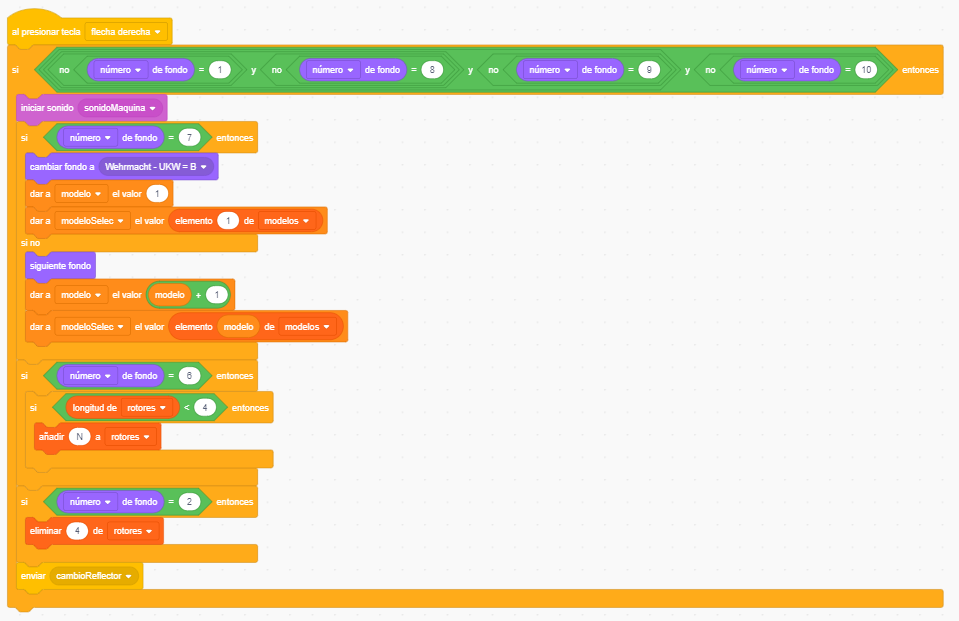 al presionar tecla flecha derecha
si no número de fondo = 1 y no número de fondo = 8 y no número de fondo = 9 y no número de fondo = 10 entonces
iniciar sonido sonidoMaquina
si número de fondo = 7 entonces
cambiar fondo a Wehrmacht - UKW = B
dar a modelo el valor 1
dar a modeloSelec el valor elemento 1 de modelos
si no
siguiente fondo
dar a modelo el valor modelo + 1
dar a modeloSelec el valor elemento modelo de modelos
si número de fondo = 6 entonces
si longitud de rotores < 4 entonces
añadir N a rotores
si número de fondo = 2 entonces
eliminar 4 de rotores
enviar cambioReflector